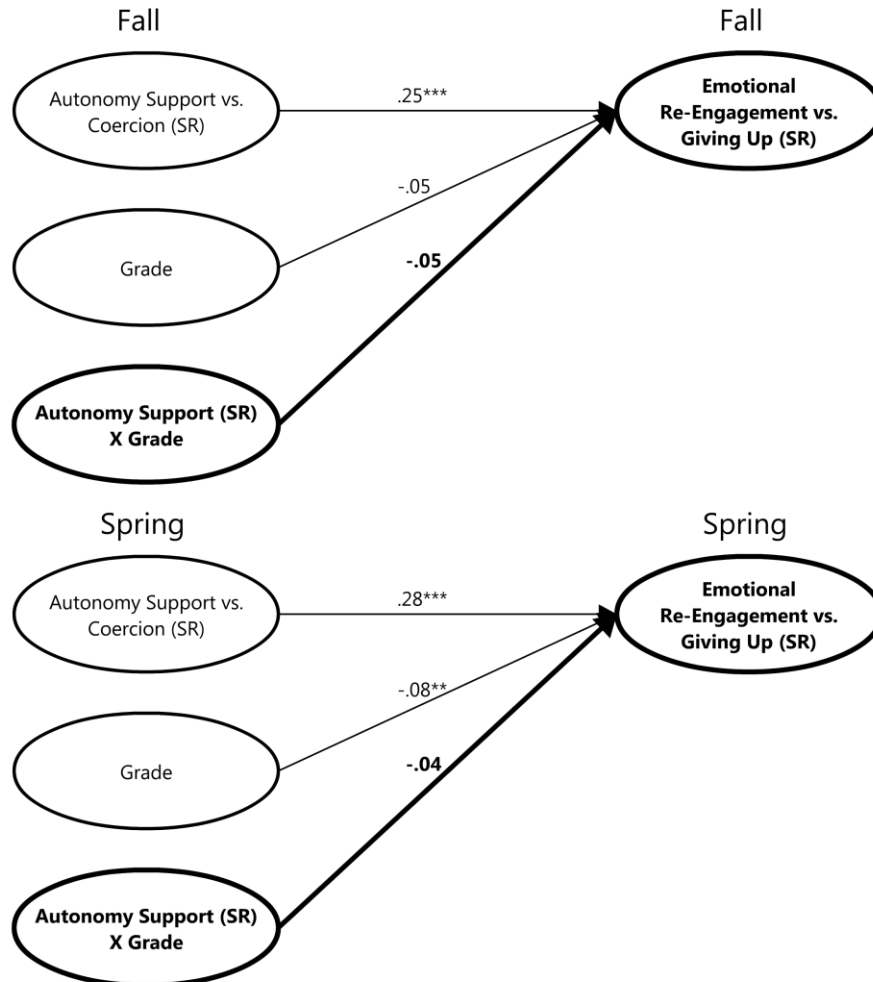 Fall
Fall
Autonomy Support vs.
Coercion (SR)
.25***
Emotional
Re-Engagement vs.
Giving Up (SR)
-.05
Grade
-.05
Autonomy Support (SR)
X Grade
Spring
Spring
Autonomy Support vs.
Coercion (SR)
.28***
Emotional
Re-Engagement vs.
Giving Up (SR)
-.08**
Grade
-.04
Autonomy Support (SR)
X Grade